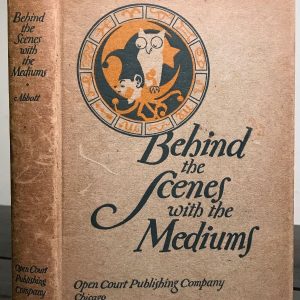 Behind
the
Scenes
with the
Mediums
Abbott
Open Court
Publishing
Company
Behind
the
Scenes
with the
Mediums
Open Court Publishing Company
Chicago